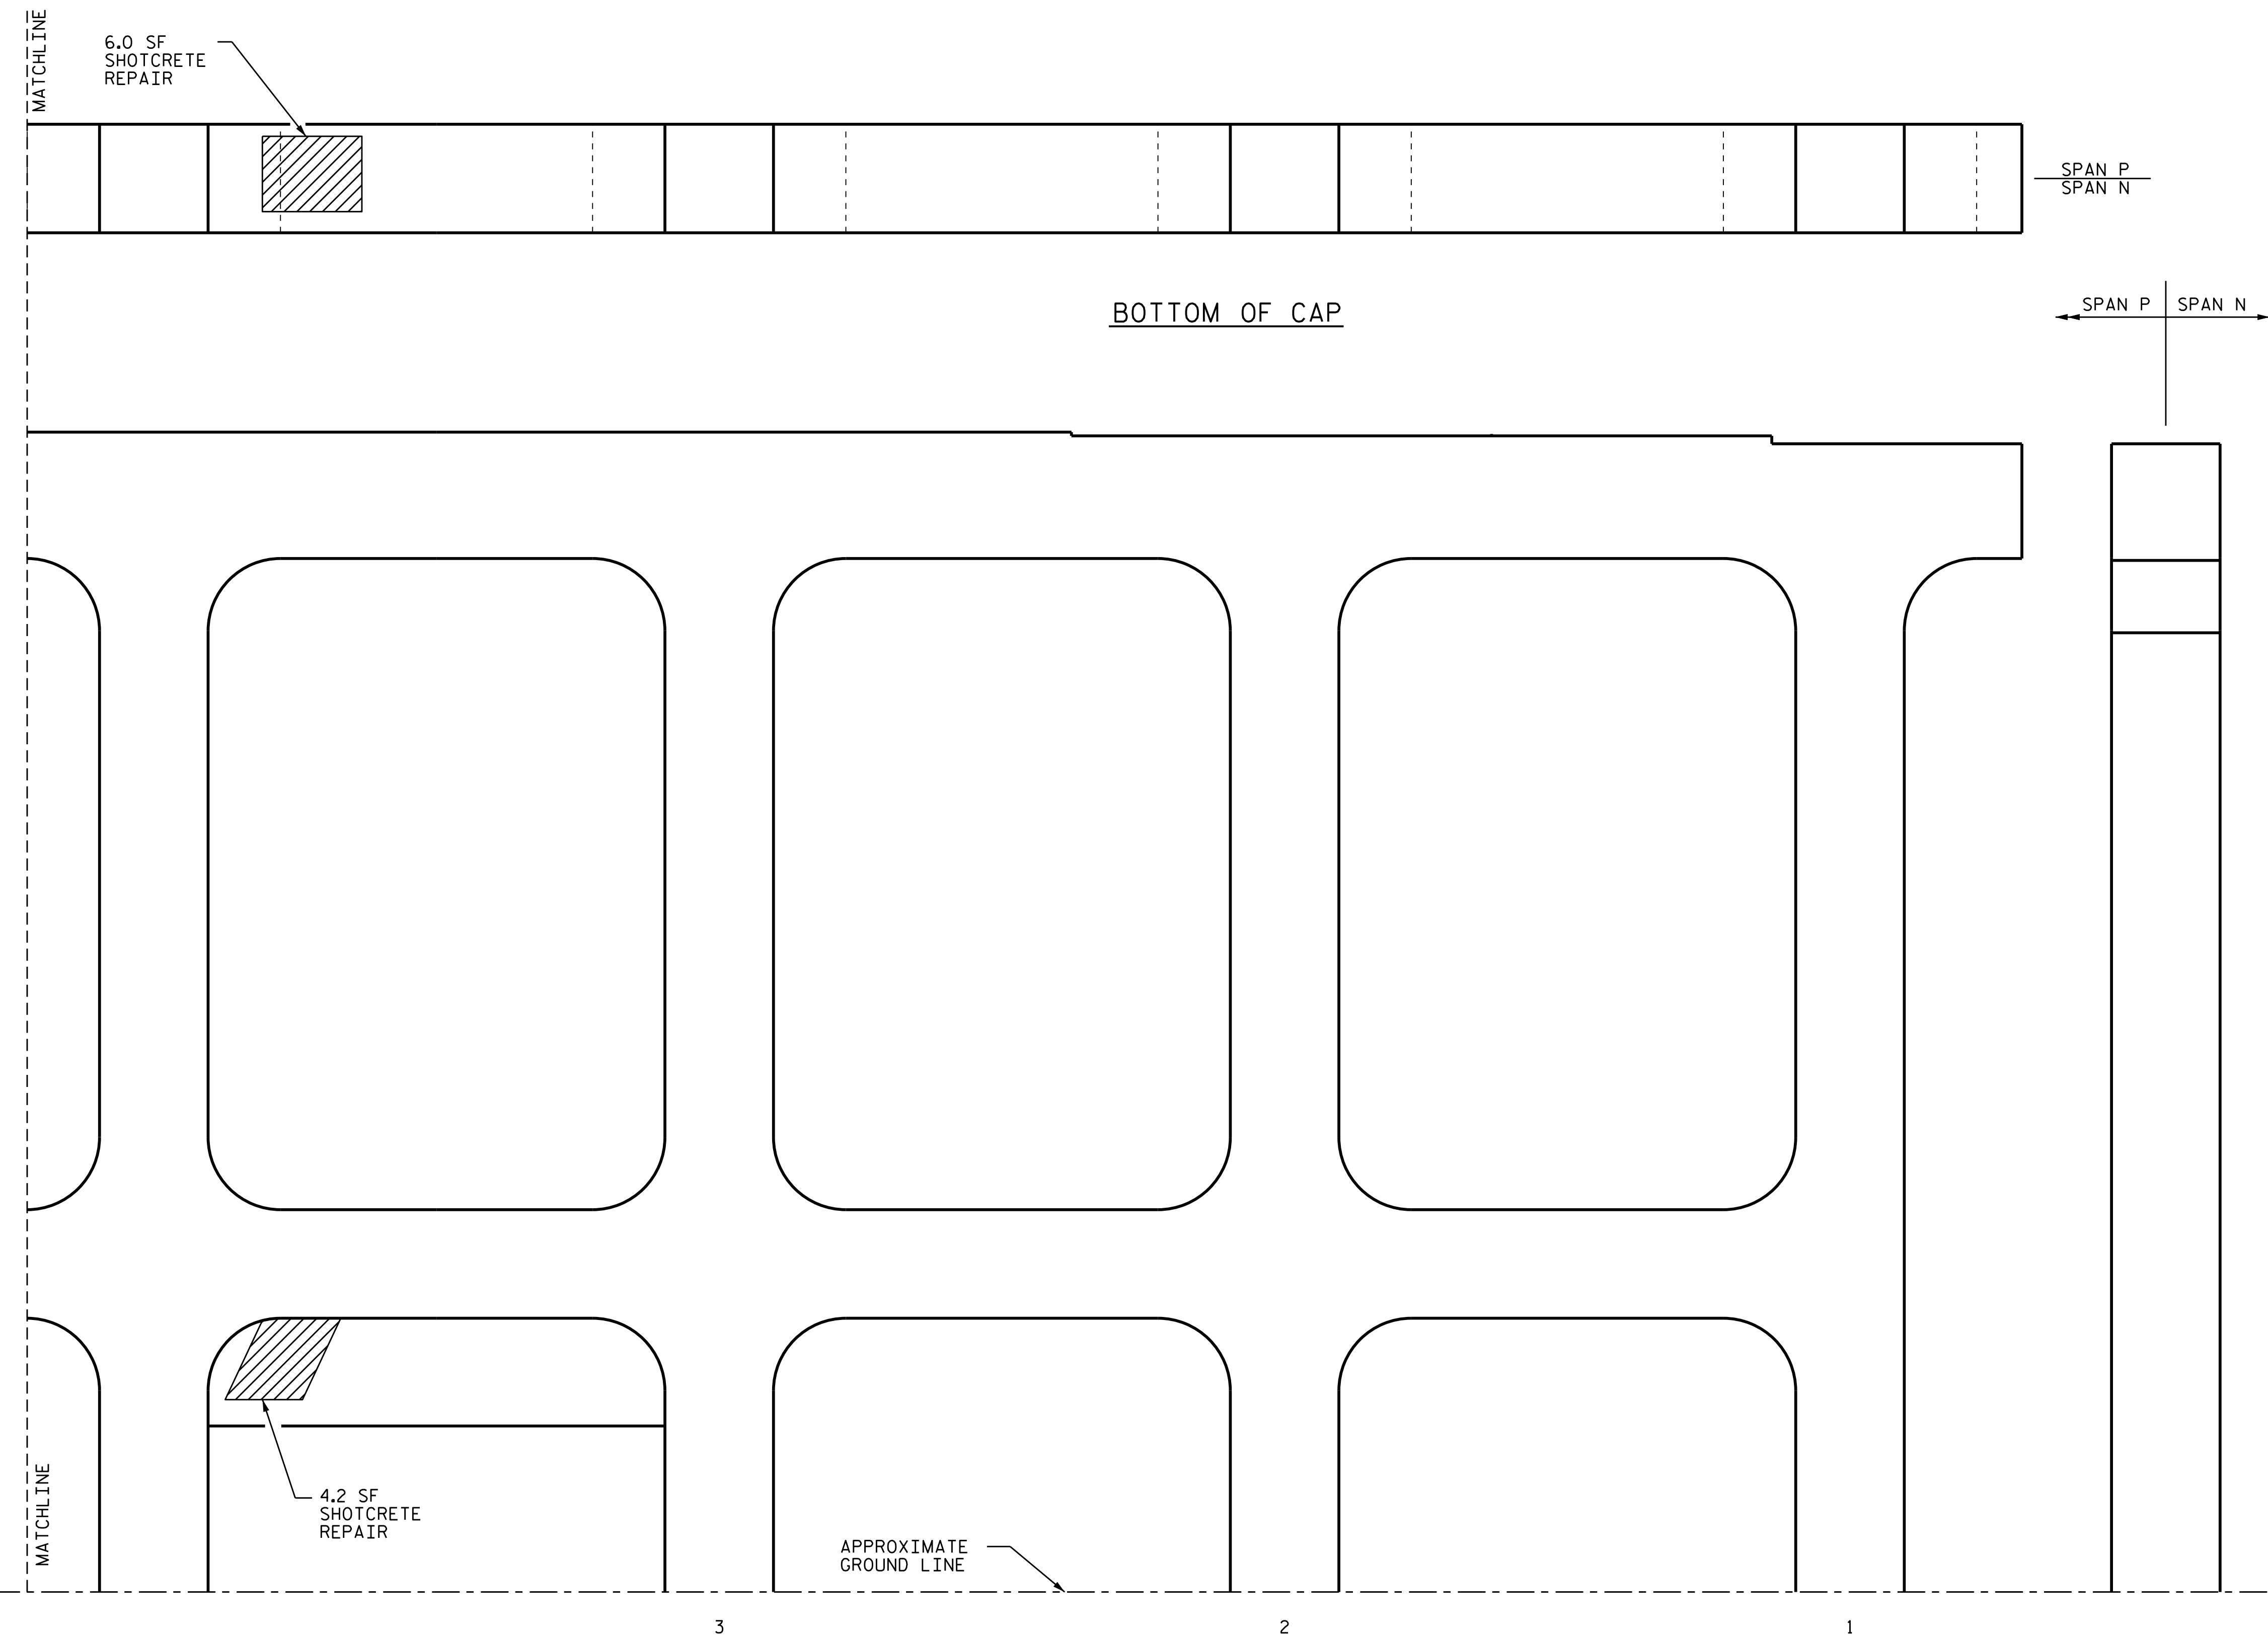 MATCHLINE
6.0 SF
SHOTCRETE
REPAIR
SPAN P
SPAN N
BOTTOM OF CAP
SPAN P
SPAN N
MATCHLINE
4.2 SF
SHOTCRETE
REPAIR
APPROXIMATE
GROUND LINE
3
2
1